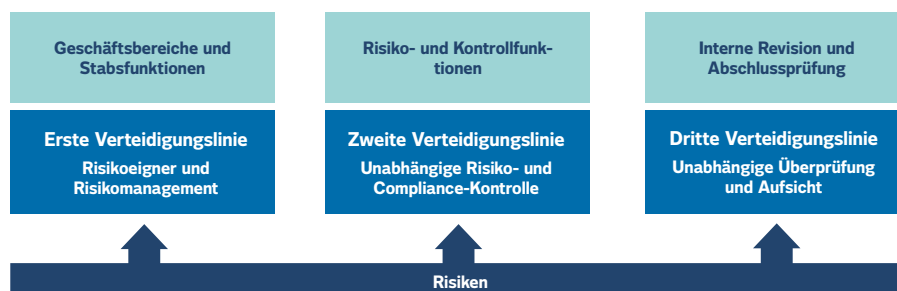 Geschäftsbereiche und
Stabsfunktionen
Erste Verteidigungslinie
Risikoeigner und
Risikomanagement
Risiko- und Kontrollfunk-
tionen
Zweite Verteidigungslinie
Unabhängige Risiko- und
Compliance-Kontrolle
Interne Revision und
Abschlussprüfung
Dritte Verteidigungslinie
Unabhängige Überprüfung
und Aufsicht
Risiken